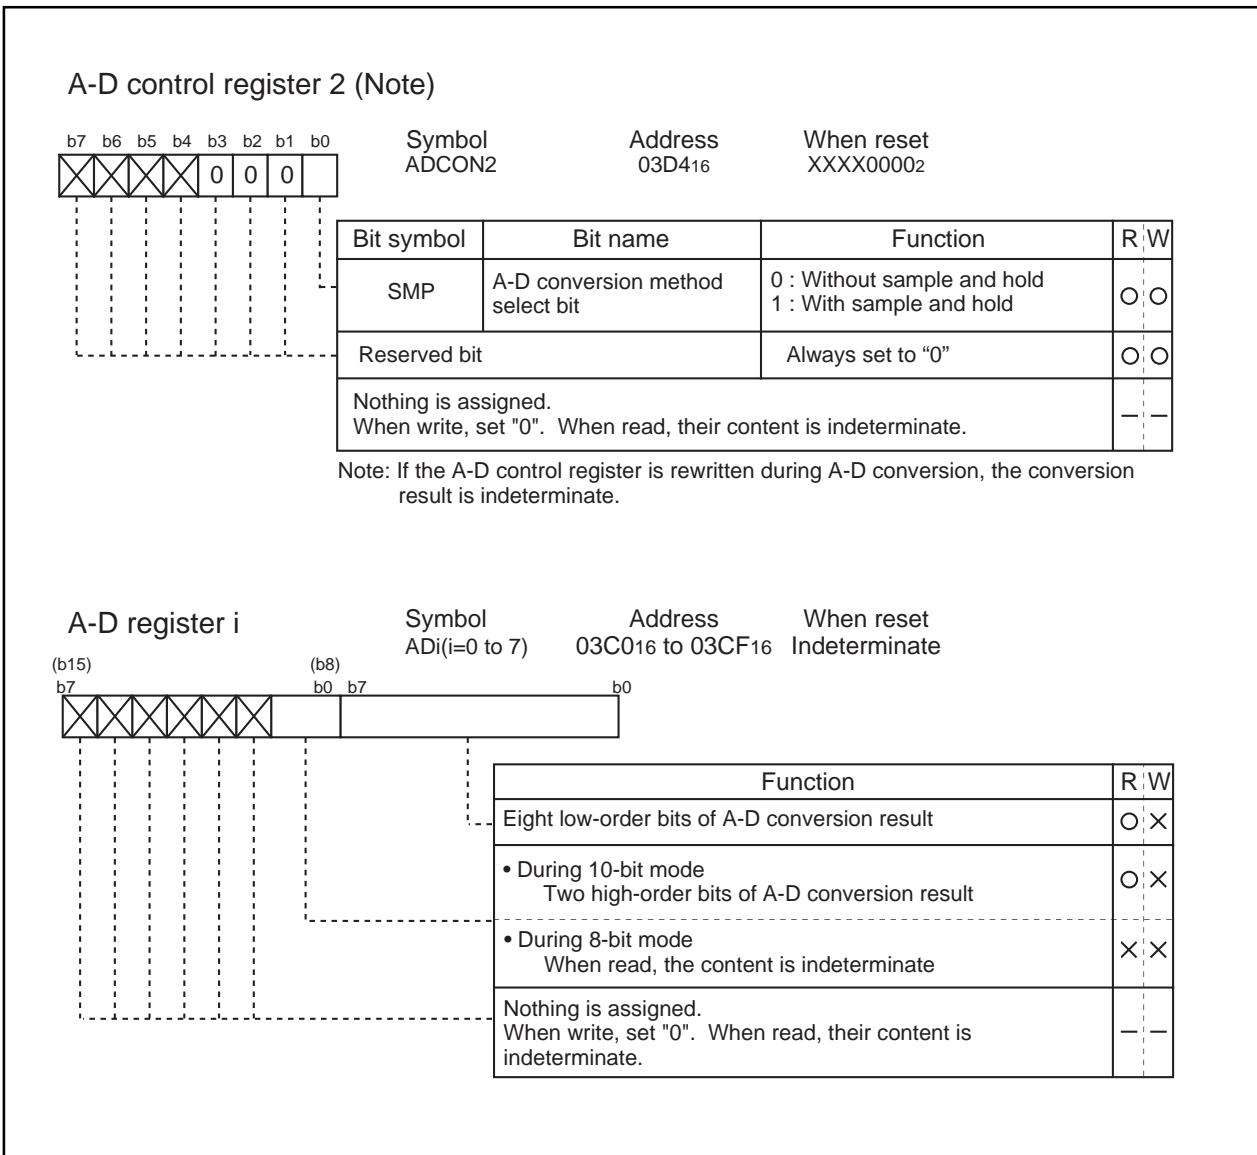 A-D control register 2 (Note)
b7 b6 b5 b4 b3 b2 b1 b0
0 0 0
Symbol Address When reset
ADCON2 03D416 XXXX00002
Bit symbol Bit name Function R W
SMP
A-D conversion method
select bit
0 : Without sample and hold
1 : With sample and hold
Reserved bit Always set to “0”
Nothing is assigned.
When write, set "0". When read, their content is indeterminate.
Note: If the A-D control register is rewritten during A-D conversion, the conversion
result is indeterminate.
A-D register i
Symbol Address When reset
ADi(i=0 to 7) 03C016 to 03CF16 Indeterminate
(b15) (b8)
b7 b0 b7 b0
Function R W
Eight low-order bits of A-D conversion result
• During 10-bit mode
Two high-order bits of A-D conversion result
• During 8-bit mode
When read, the content is indeterminate
Nothing is assigned.
When write, set "0". When read, their content is
indeterminate.